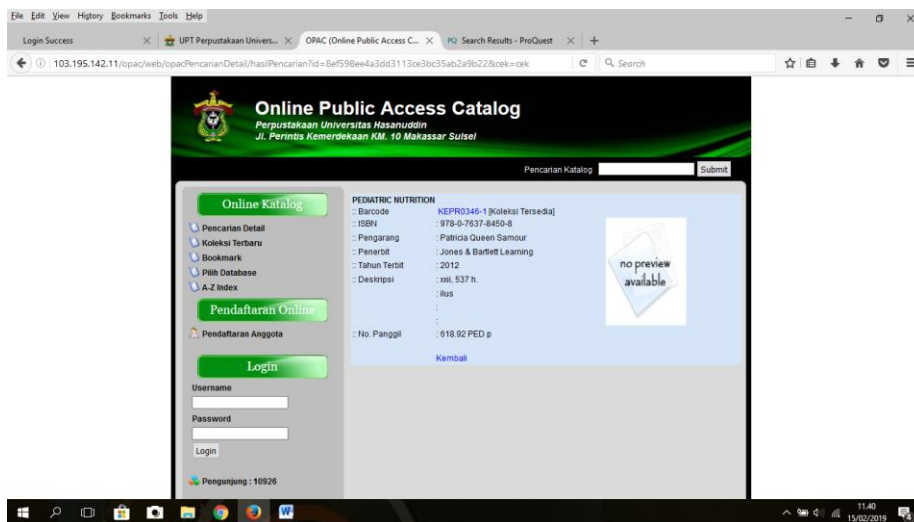 File Edit View History Bookmarks Tools Help
Login Success
UPT Perpustakaan Univers...
OPAC (Online Public Access C...
PQ Search Results - ProQuest
103.195.142.11/opac/web/opacPencarianDetail/hasilPencarian?id=8ef598ee4a3dd3113ce3bc35ab2a9b22&cek=cek
Search
Online Public Access Catalog
Perpustakaan Universitas Hasanuddin
Jl. Perintis Kemerdekaan KM. 10 Makassar Sulsel
Pencarian Katalog Submit
Online Katalog
Pencarian Detail
Koleksi Terbaru
Bookmark
Pilih Database
A-Z Index
Pendaftaran Online
Pendaftaran Anggota
Login
Username
Password
Login
Pengunjung : 10926
PEDIATRIC NUTRITION
:: Barcode KEPR0346-1 [Koleksi Tersedia]
:: ISBN : 978-0-7637-8450-8
:: Pengarang : Patricia Queen Samour
:: Penerbit : Jones & Bartlett Learning
:: Tahun Terbit : 2012
:: Deskripsi : xxii, 537 h.
: ilus
:
:
:: No. Panggil : 618.92 PED p
Kembali
no preview
available
11.40
15/02/2019